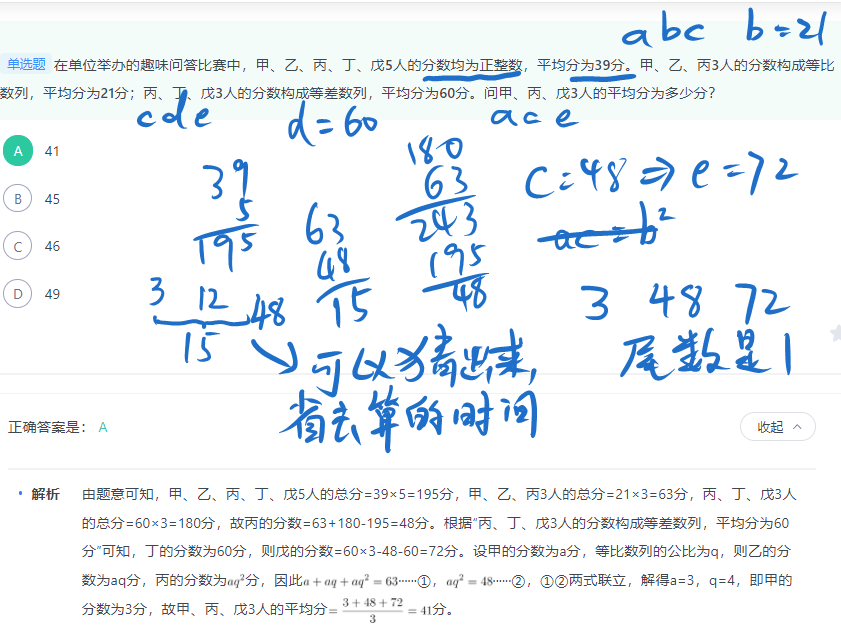 abc b=21
单选题 在单位举办的趣味问答比赛中，甲、乙、丙、丁、戊5人的分数均为正整数，平均分为39分。甲、乙、丙3人的分数构成等比
数列，平均分为21分；丙、丁、戊3人的分数构成等差数列，平均分为60分。问甲、丙、戊3人的平均分为多少分？
cde d=60 ace
A 41
B 45
C 46
D 49
39
5
195
63
48
15
180
63
243
195
48
c=48⇒e=72
ac=b²
3 12 48
15
3 48 72
尾数是1
可以猜出来,
省去算的时间
正确答案是： A
收起
解析 由题意可知，甲、乙、丙、丁、戊5人的总分=39×5=195分，甲、乙、丙3人的总分=21×3=63分，丙、丁、戊3人
的总分=60×3=180分，故丙的分数=63+180-195=48分。根据“丙、丁、戊3人的分数构成等差数列，平均分为60
分”可知，丁的分数为60分，则戊的分数=60×3-48-60=72分。设甲的分数为a分，等比数列的公比为q，则乙的分
数为aq分，丙的分数为aq²分，因此a+aq+aq²=63……①，aq²=48……②，①②两式联立，解得a=3，q=4，即甲的
分数为3分，故甲、丙、戊3人的平均分=(3+48+72)/3=41分。